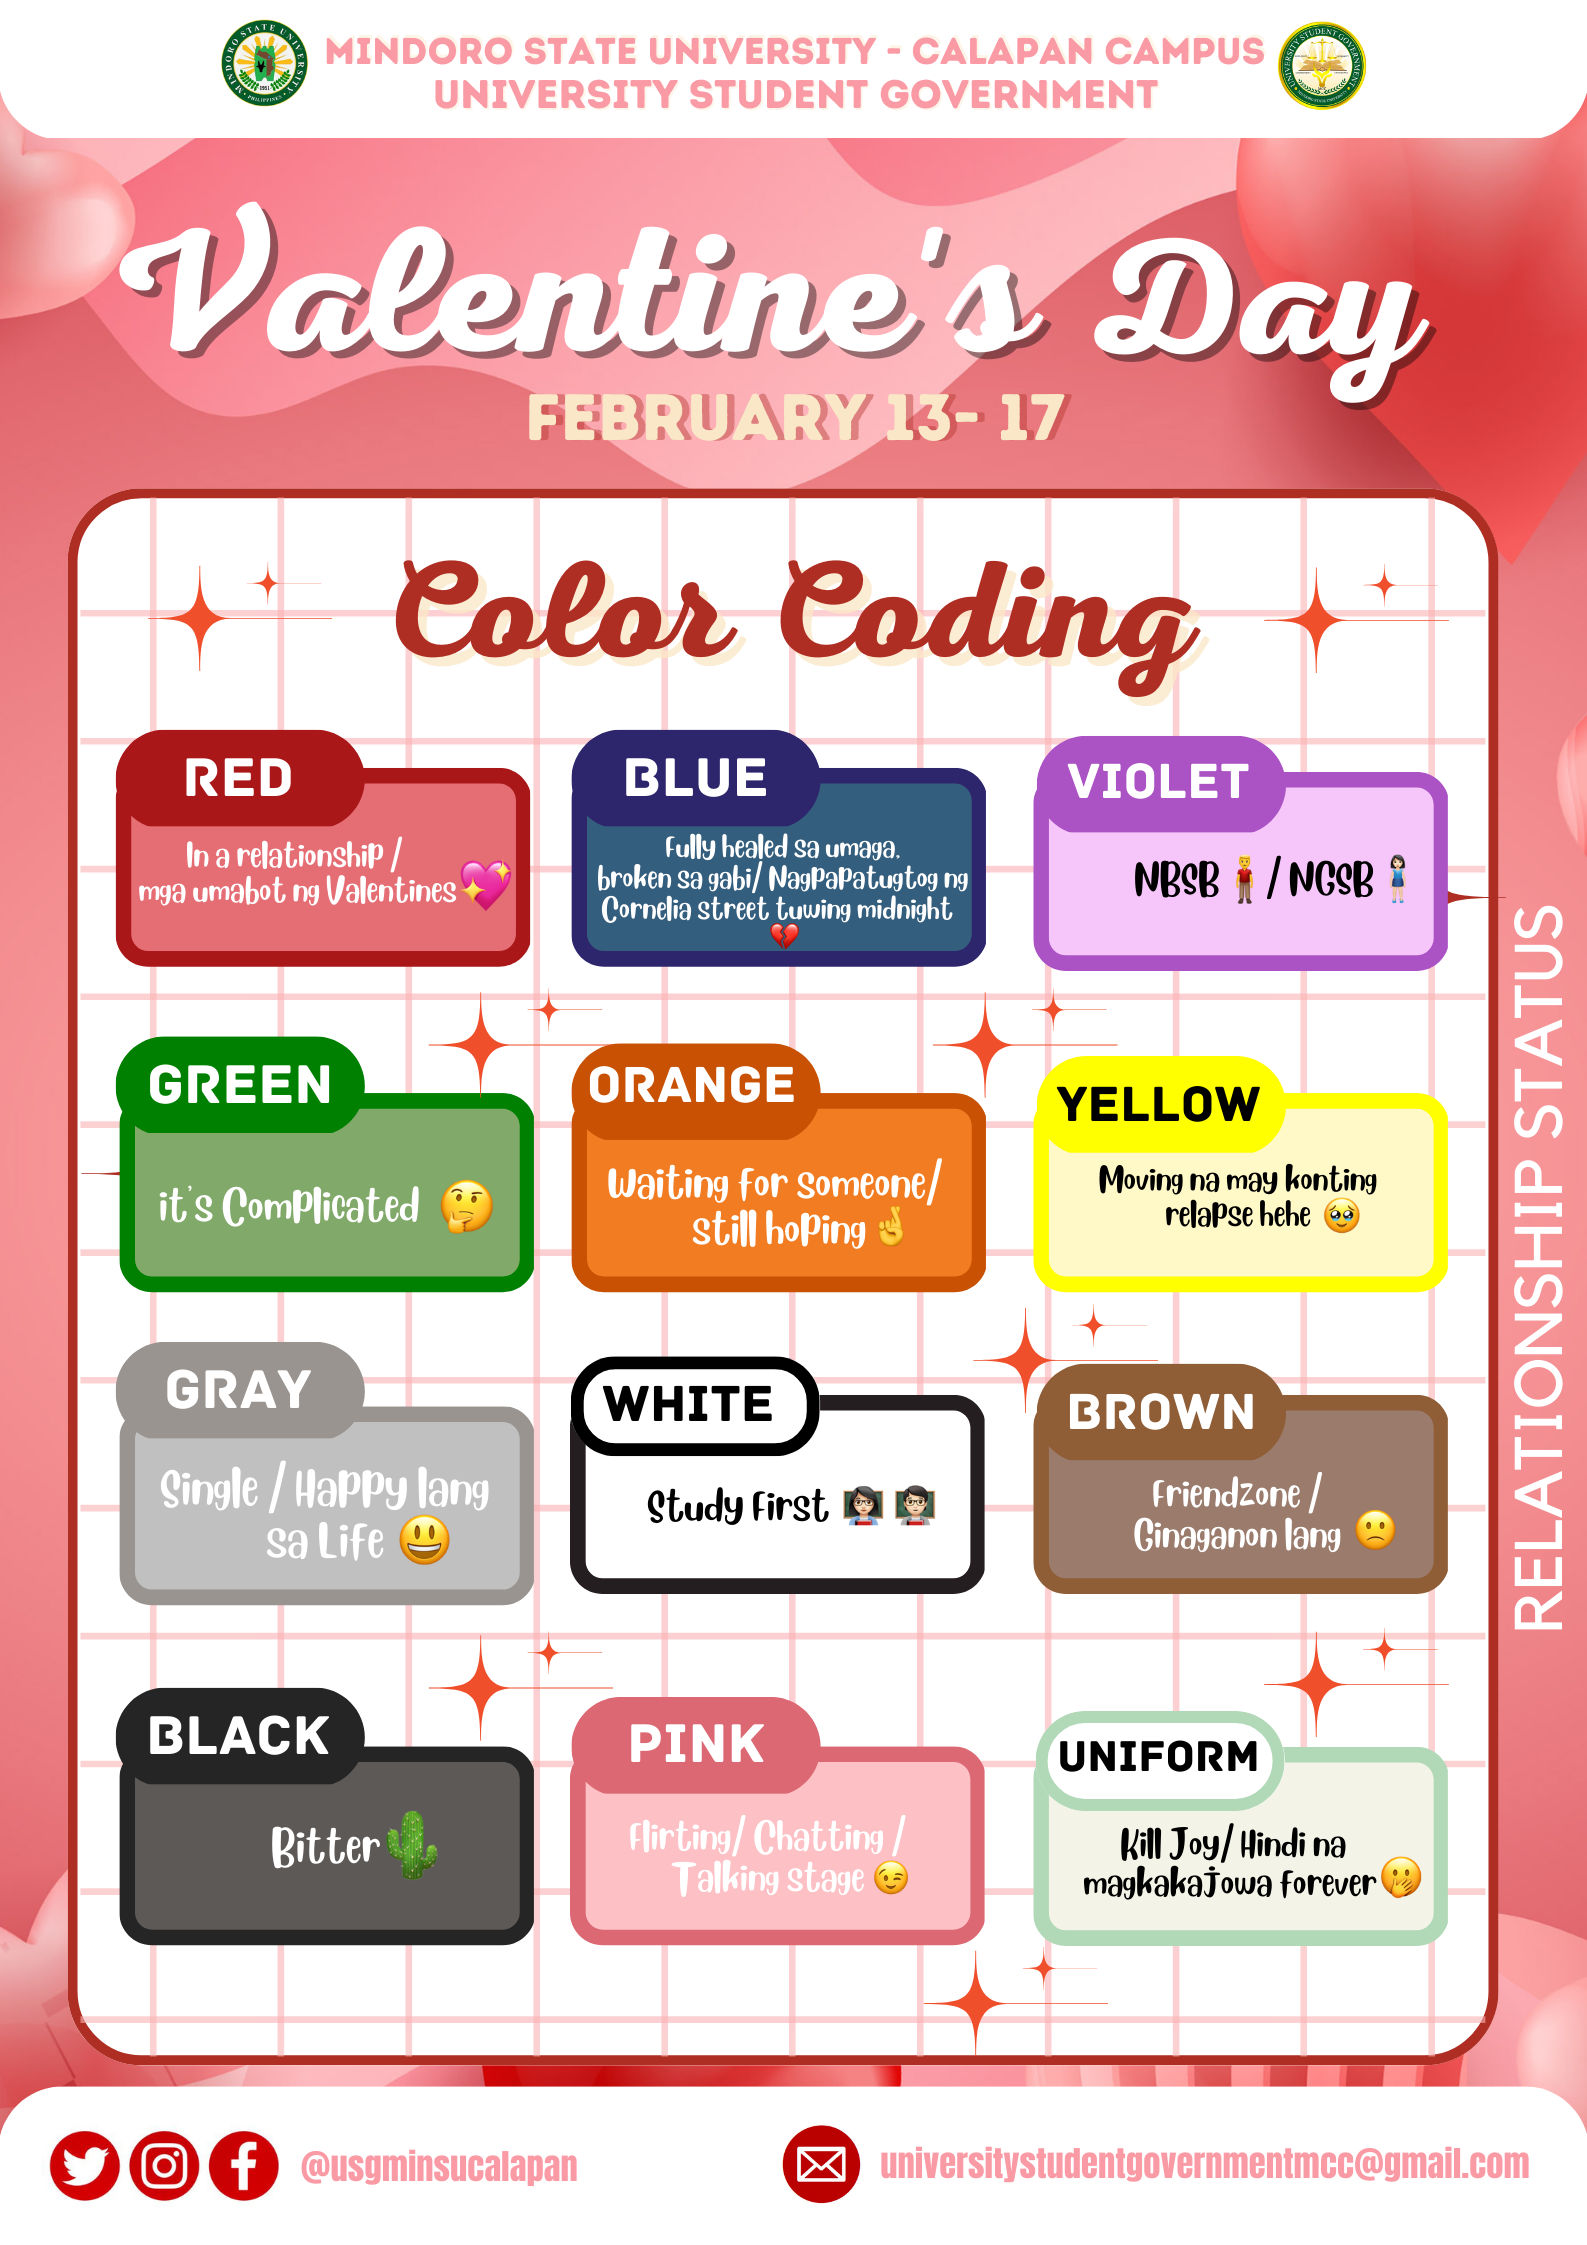 MINDORO STATE UNIVERSITY - CALAPAN CAMPUS
UNIVERSITY STUDENT GOVERNMENT
Valentine's Day
FEBRUARY 13- 17
Color Coding
RED
In a relationship /
mga umabot ng Valentines
BLUE
Fully healed sa umaga,
broken sa gabi/ Nagpapatugtog ng
Cornelia street tuwing midnight
VIOLET
NBSB / NGSB
GREEN
it's Complicated
ORANGE
Waiting for someone/
still hoping
YELLOW
Moving na may konting
relapse hehe
GRAY
Single / Happy lang
sa Life
WHITE
Study First
BROWN
Friendzone /
Ginaganon lang
BLACK
Bitter
PINK
Flirting/ Chatting /
Talking stage
UNIFORM
Kill Joy/ Hindi na
magkakajowa forever
RELATIONSHIP STATUS
@usgminsucalapan
universitystudentgovernmentmcc@gmail.com